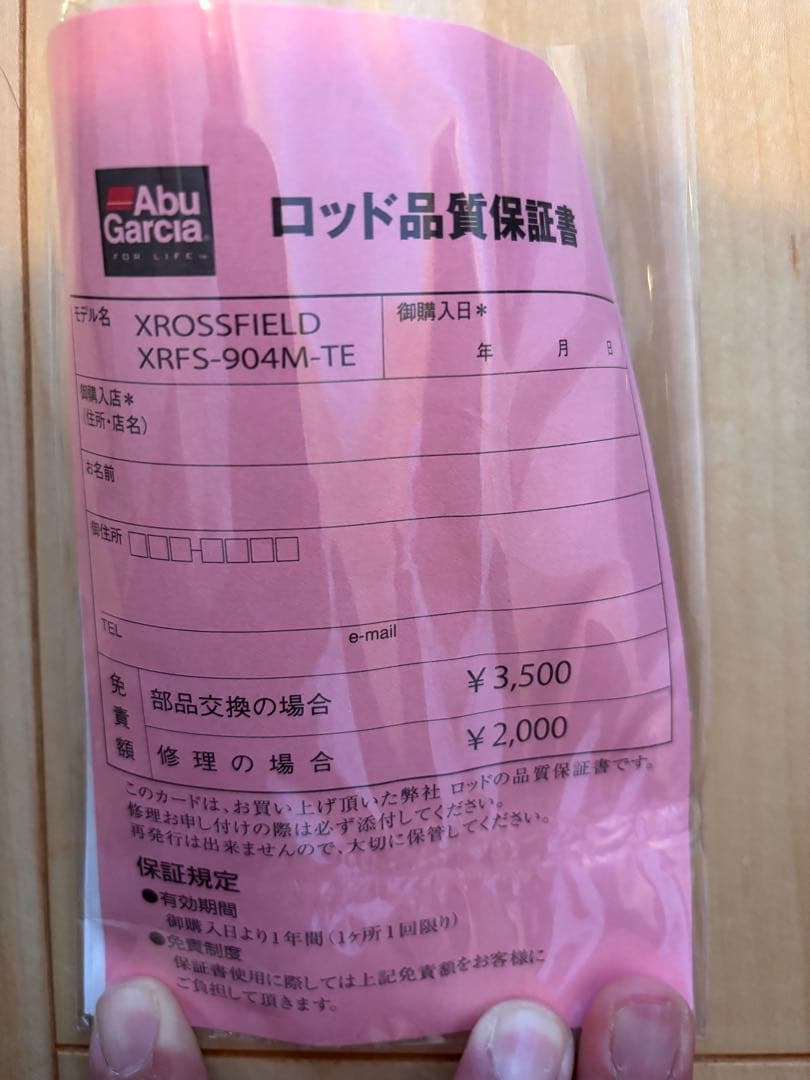 Abu
Garcia
FOR LIFE
ロッド品質保証書
モデル名 XROSSFIELD
XRFS-904M-TE
御購入日*
年 月 日
御購入店*
(住所・店名)
お名前
御住所
TEL e-mail
免責額
部品交換の場合 ¥3,500
修理の場合 ¥2,000
このカードは、お買い上げ頂いた弊社 ロッドの品質保証書です。
修理お申し付けの際は必ず添付してください。
再発行は出来ませんので、大切に保管してください。
保証規定
●有効期間
御購入日より1年間(1ヶ所1回限り)
●免責制度
保証書使用に際しては上記免責額をお客様に
ご負担して頂きます。